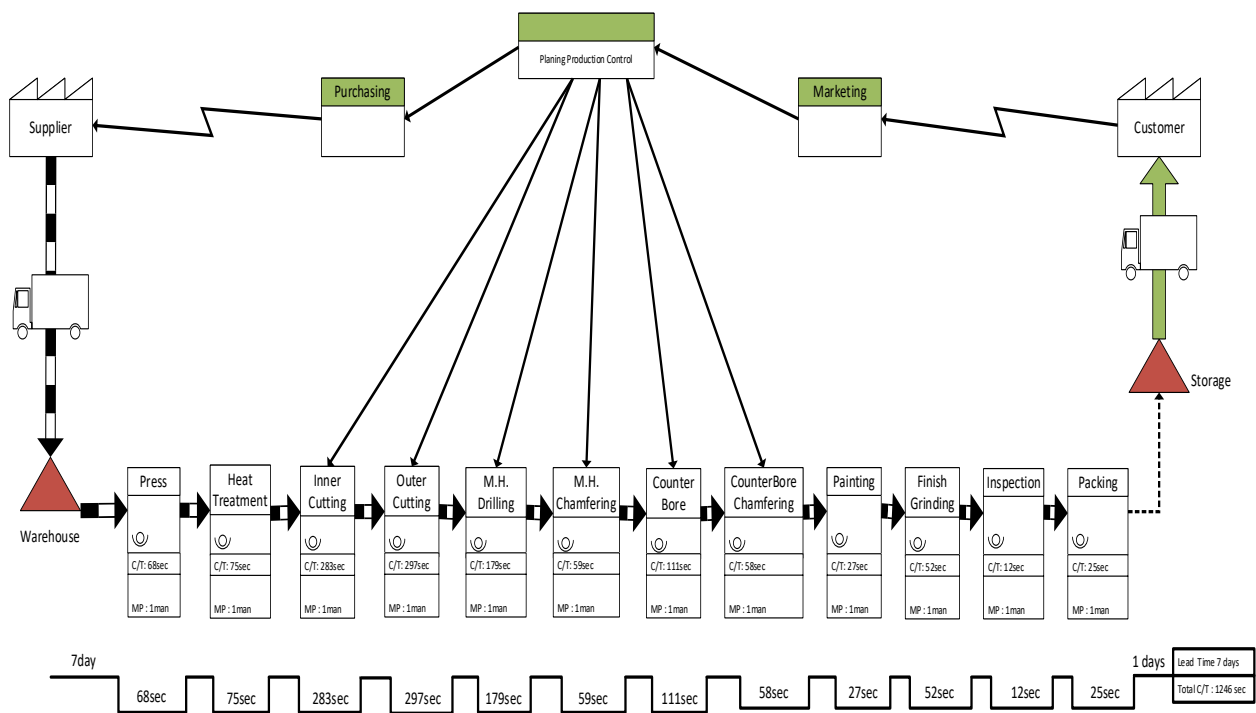 Planing Production Control
Purchasing
Marketing
Supplier
Customer
Storage
Warehouse
Press
C/T: 68sec
MP : 1man
Heat
Treatment
C/T: 75sec
MP : 1man
Inner
Cutting
C/T: 283sec
MP : 1man
Outer
Cutting
C/T: 297sec
MP : 1man
M.H.
Drilling
C/T: 179sec
MP : 1man
M.H.
Chamfering
C/T: 59sec
MP : 1man
Counter
Bore
C/T: 111sec
MP : 1man
CounterBore
Chamfering
C/T: 58sec
MP : 1man
Painting
C/T: 27sec
MP : 1man
Finish
Grinding
C/T: 52sec
MP : 1man
Inspection
C/T: 12sec
MP : 1man
Packing
C/T: 25sec
MP : 1man
7day
68sec
75sec
283sec
297sec
179sec
59sec
111sec
58sec
27sec
52sec
12sec
25sec
1 days
Lead Time 7 days
Total C/T : 1246 sec